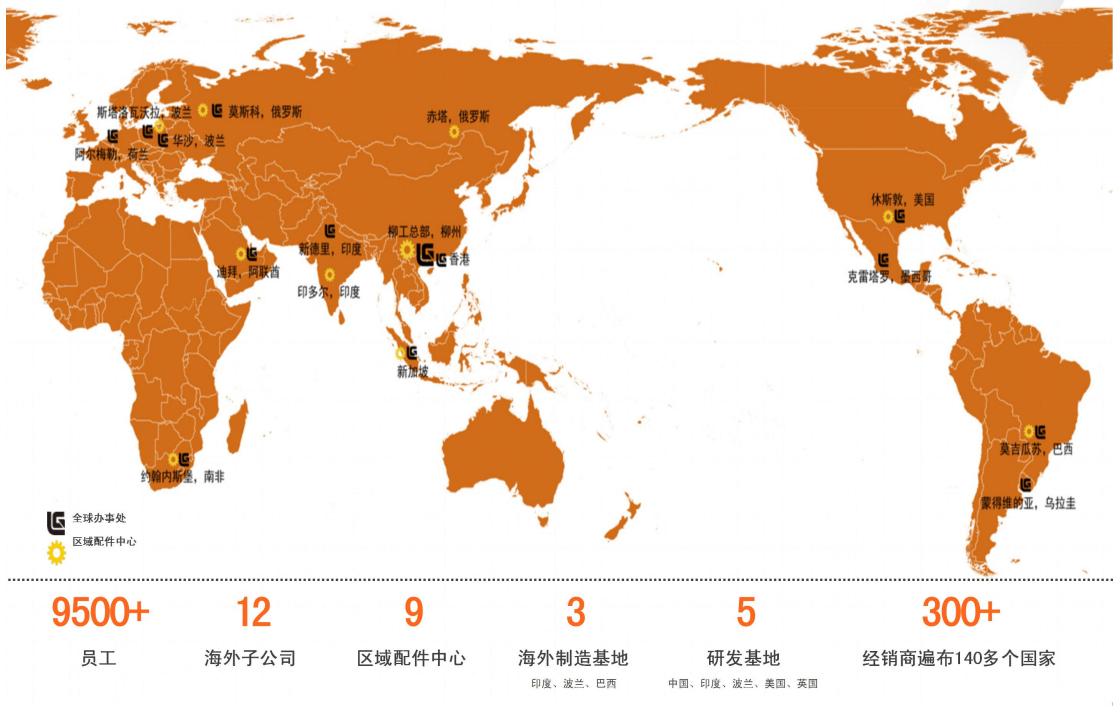 斯塔洛瓦沃拉，波兰
莫斯科，俄罗斯
赤塔，俄罗斯
华沙，波兰
阿尔梅勒，荷兰
休斯敦，美国
柳工总部，柳州
新德里，印度
香港
迪拜，阿联酋
克雷塔罗，墨西哥
印多尔，印度
新加坡
莫吉瓜苏，巴西
约翰内斯堡，南非
蒙得维的亚，乌拉圭
全球办事处
区域配件中心
9500+
12
9
3
5
300+
员工
海外子公司
区域配件中心
海外制造基地
研发基地
经销商遍布140多个国家
印度、波兰、巴西
中国、印度、波兰、美国、英国